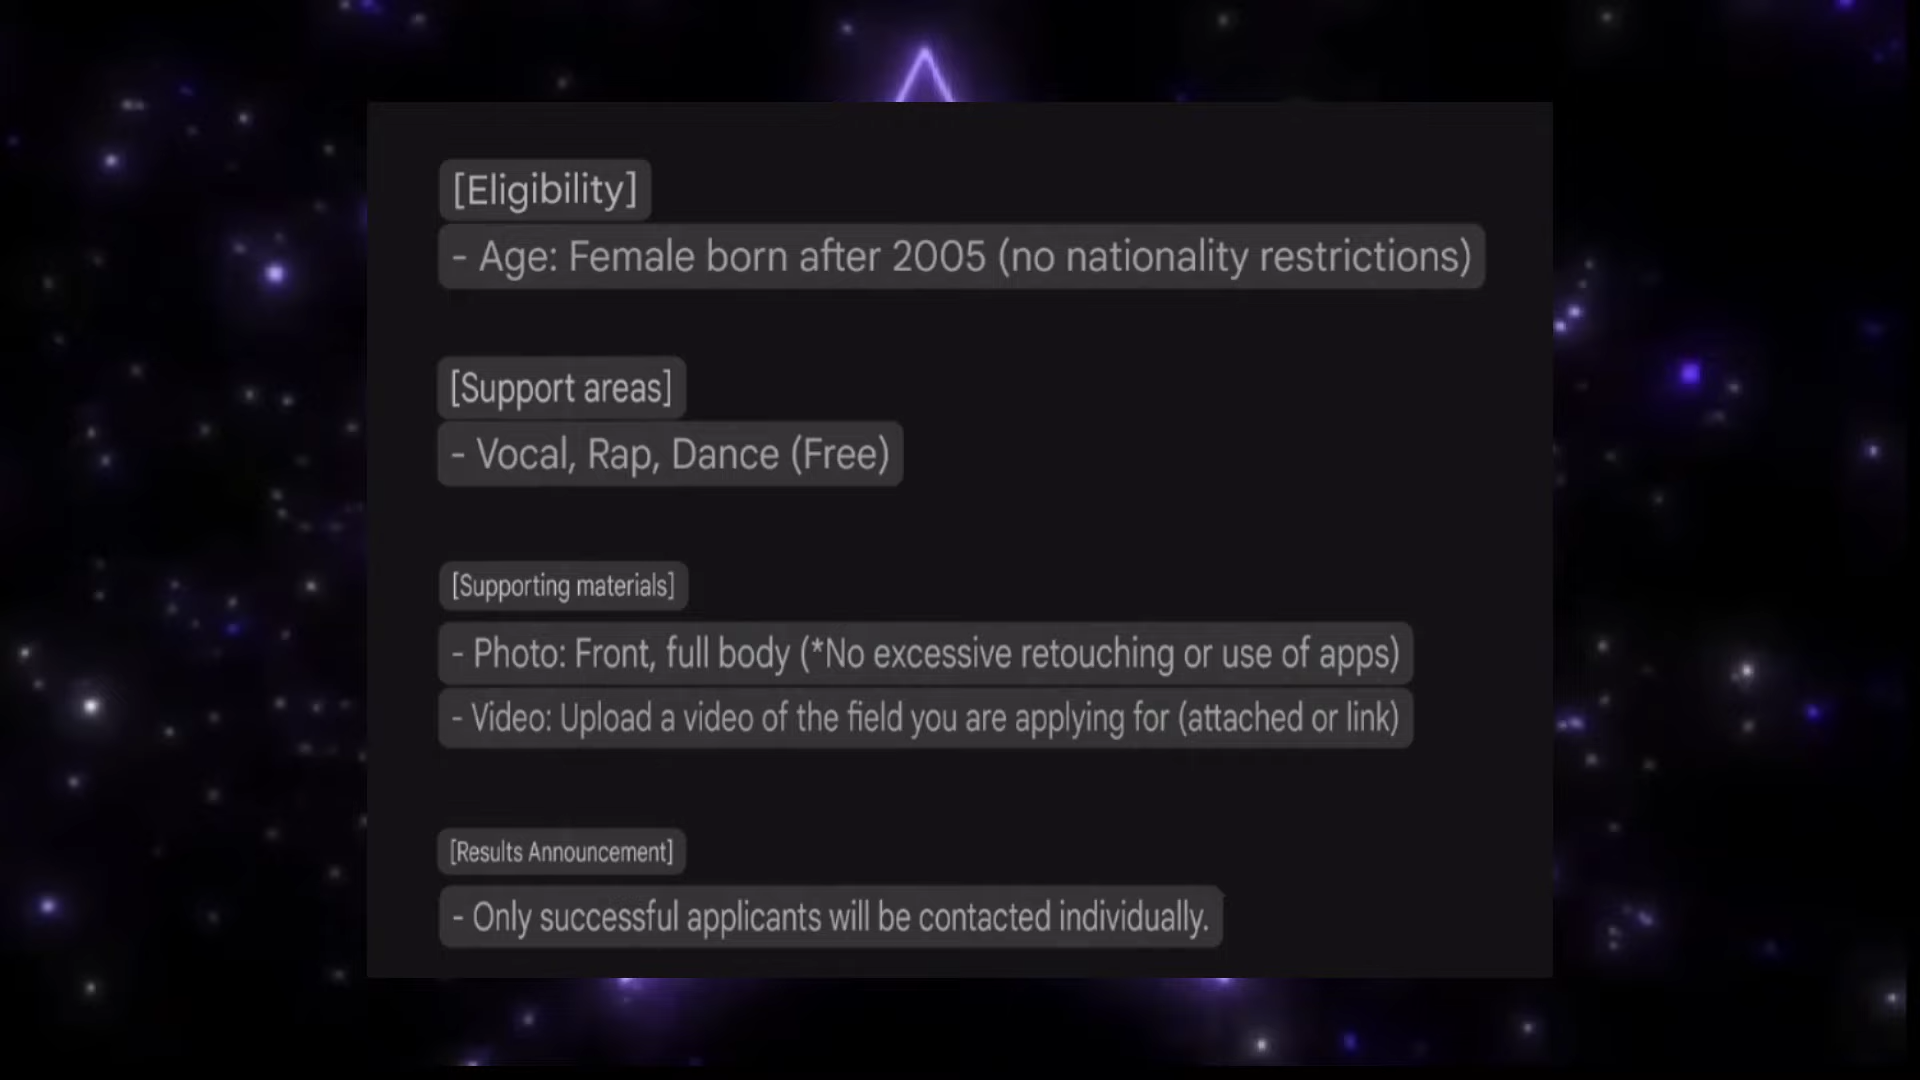 [Eligibility]
- Age: Female born after 2005 (no nationality restrictions)
[Support areas]
- Vocal, Rap, Dance (Free)
[Supporting materials]
- Photo: Front, full body (*No excessive retouching or use of apps)
- Video: Upload a video of the field you are applying for (attached or link)
[Results Announcement]
- Only successful applicants will be contacted individually.